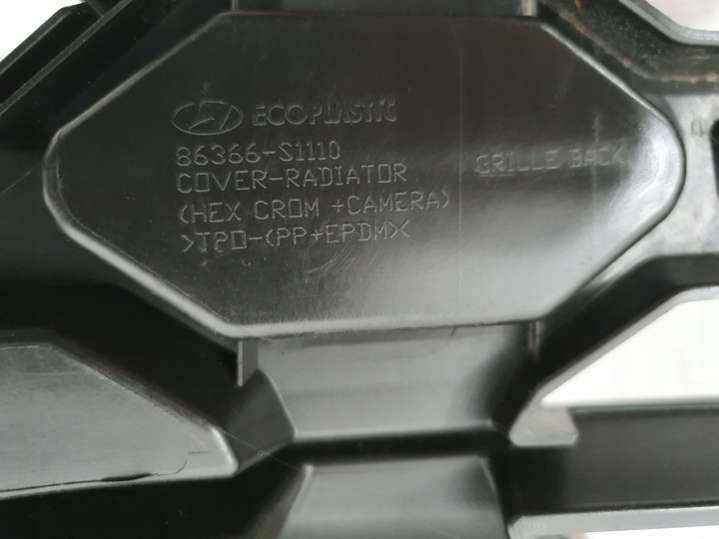 ECOPLASTIC
86366-S1110
COVER-RADIATOR
(HEX CROM +CAMERA)
>TPO-(PP+EPDM)<
GRILLE BACK